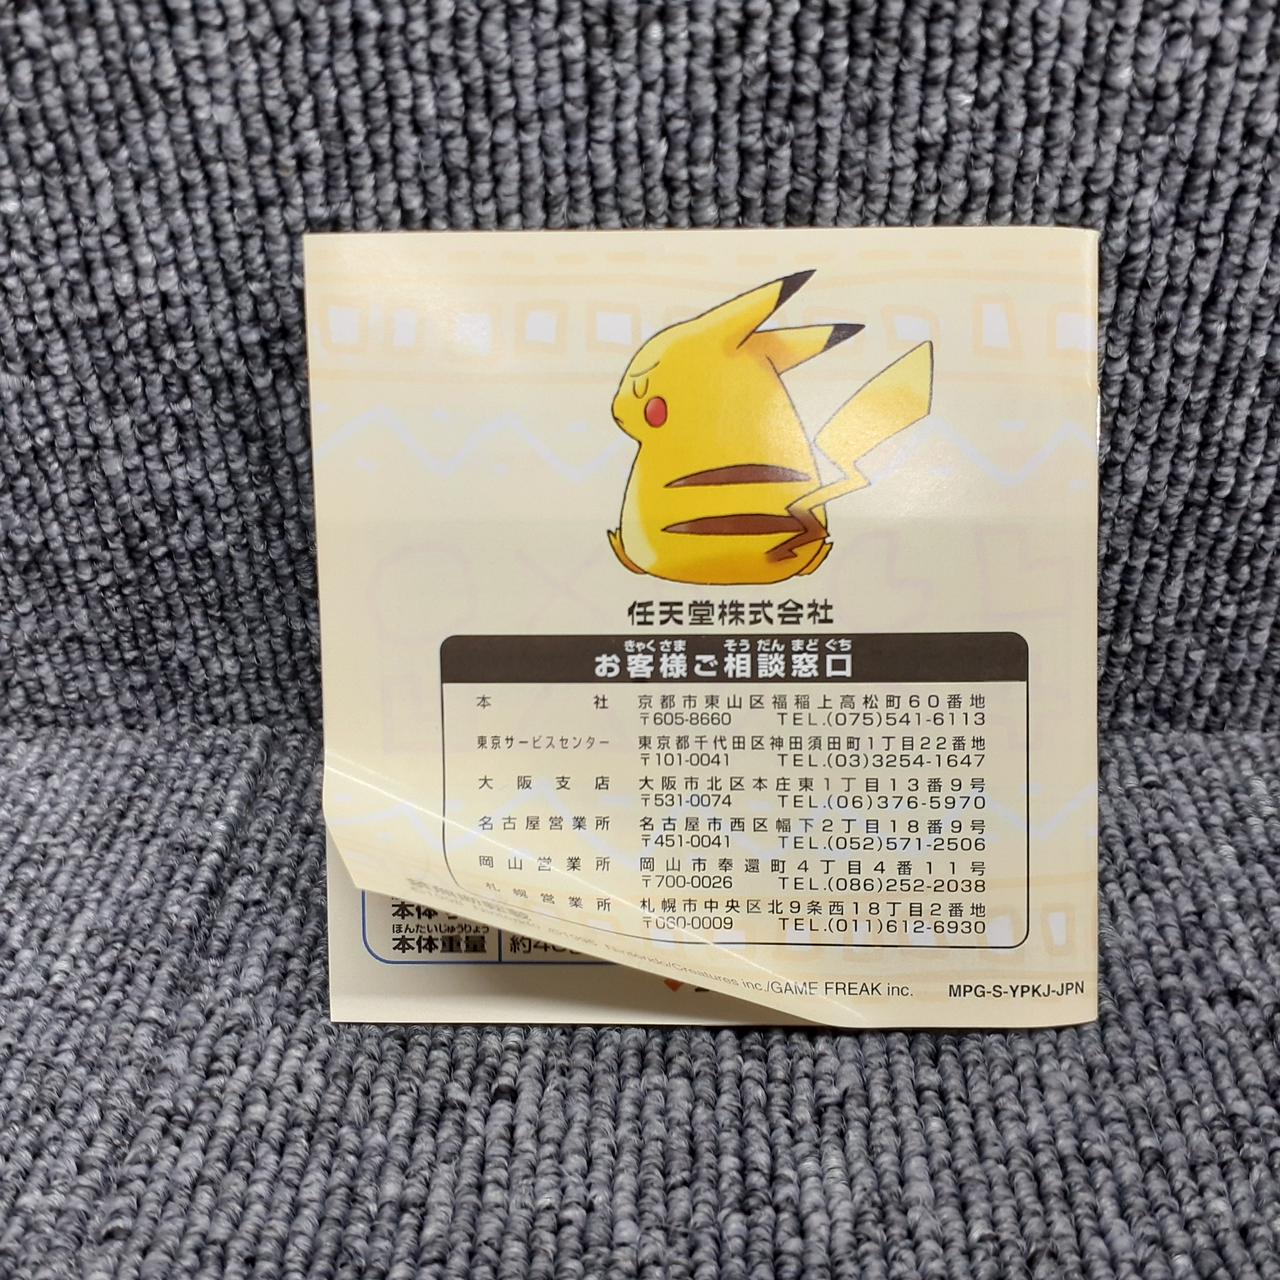 任天堂株式会社
きゃくさま そうだん まどぐち
お客様ご相談窓口
本社 京都市東山区福稲上高松町60番地
〒605-8660 TEL.(075)541-6113
東京サービスセンター 東京都千代田区神田須田町1丁目22番地
〒101-0041 TEL.(03)3254-1647
大阪支店 大阪市北区本庄東1丁目13番9号
〒531-0074 TEL.(06)376-5970
名古屋営業所 名古屋市西区幅下2丁目18番9号
〒451-0041 TEL.(052)571-2506
岡山営業所 岡山市奉還町4丁目4番11号
〒700-0026 TEL.(086)252-2038
札幌営業所 札幌市中央区北9条西18丁目2番地
〒060-0009 TEL.(011)612-6930
本体
ほんたいじゅうりょう
本体重量 約4
Nintendo/Creatures inc./GAME FREAK inc.
MPG-S-YPKJ-JPN